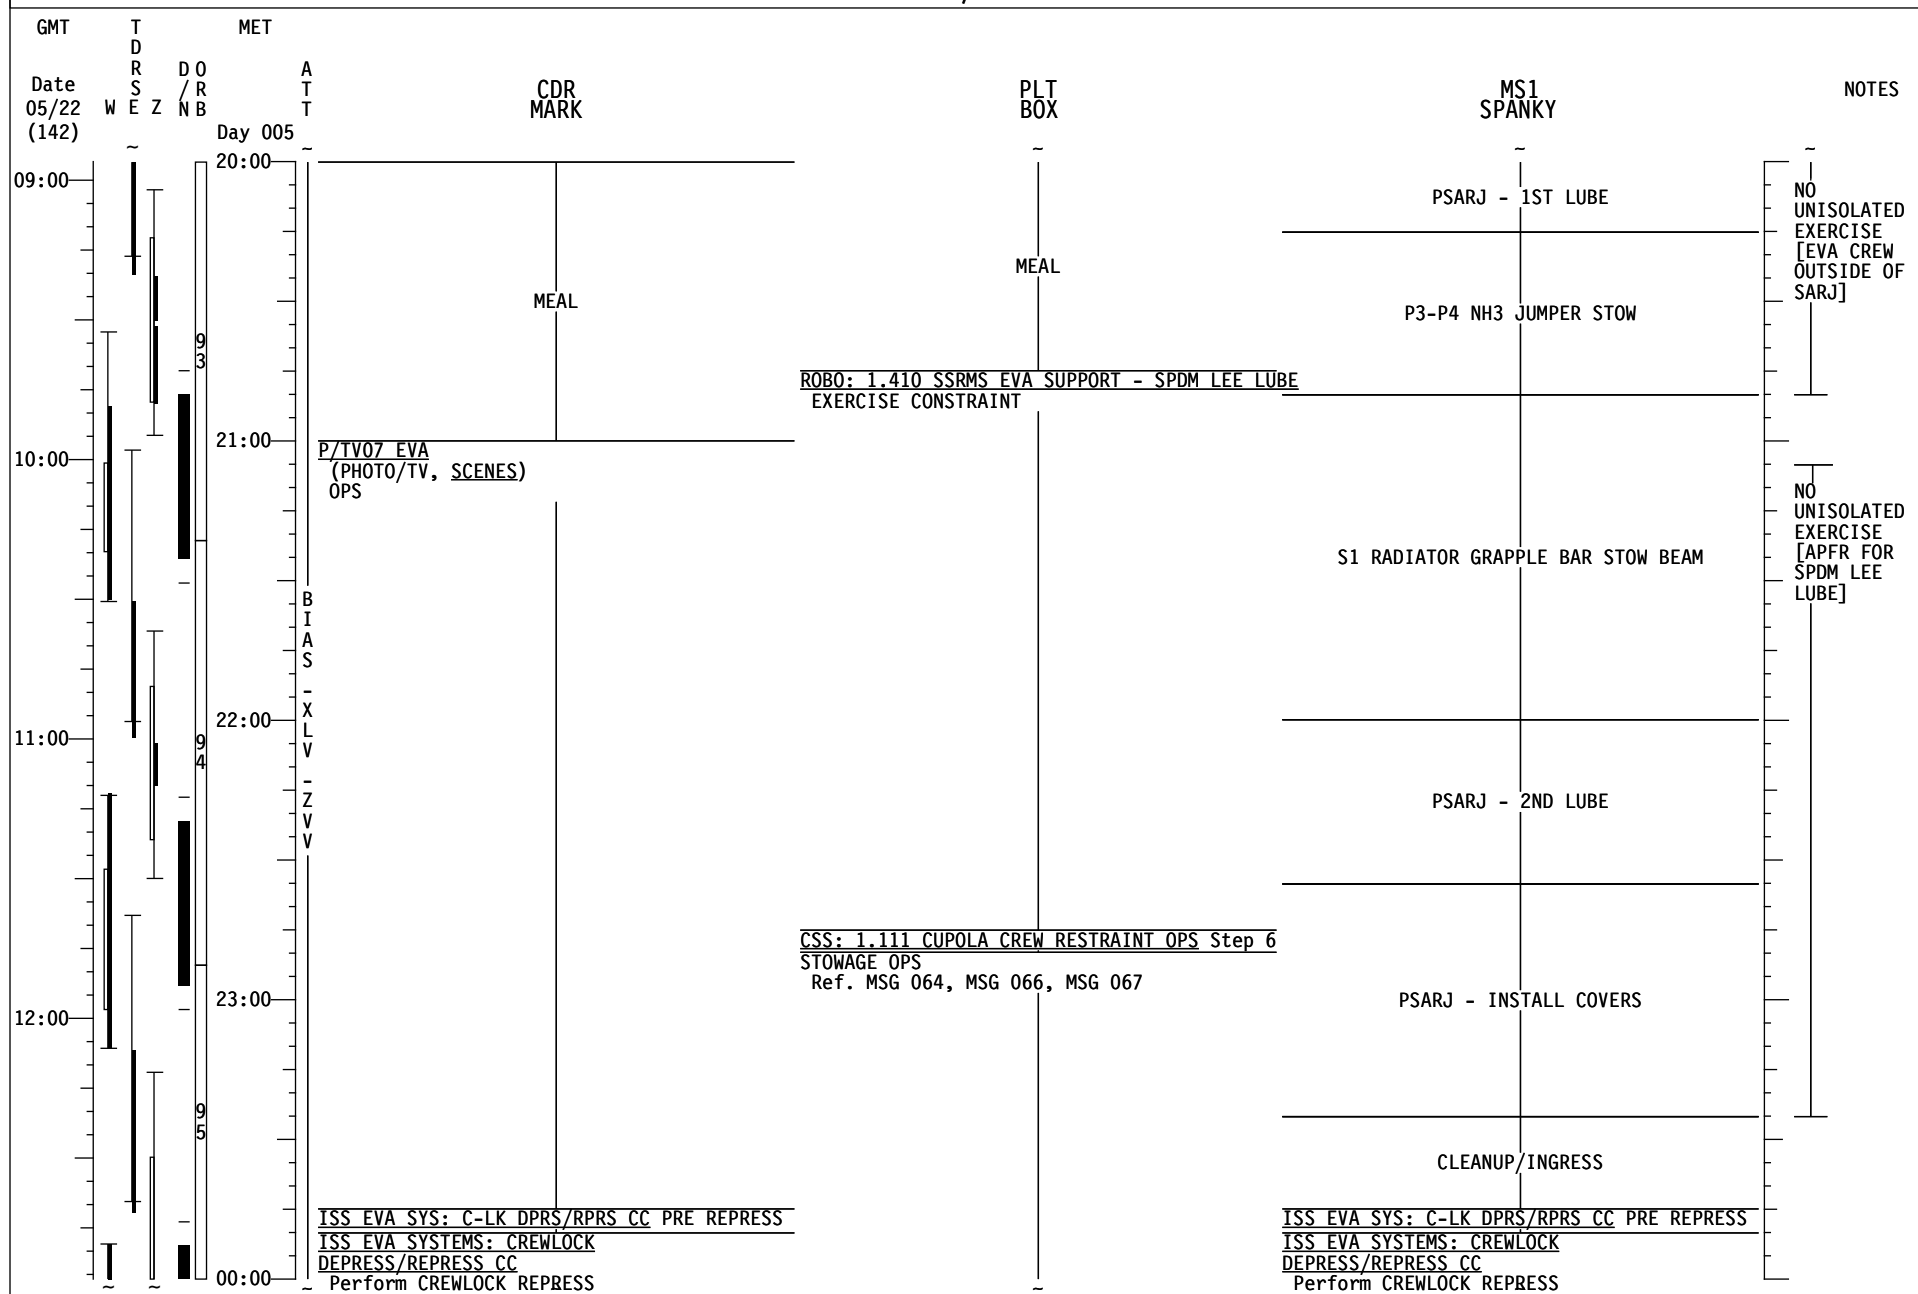 GMT
Date
05/22
(142)
TDRS
W E Z
D/N
ORB
MET
Day 005
ATT
CDR
MARK
PLT
BOX
MS1
SPANKY
NOTES
09:00
10:00
11:00
12:00
93
94
95
20:00
21:00
22:00
23:00
00:00
BIAS -XLV -ZVV
MEAL
P/TV07 EVA
(PHOTO/TV, SCENES)
OPS
ISS EVA SYS: C-LK DPRS/RPRS CC PRE REPRESS
ISS EVA SYSTEMS: CREWLOCK
DEPRESS/REPRESS CC
Perform CREWLOCK REPRESS
MEAL
ROBO: 1.410 SSRMS EVA SUPPORT - SPDM LEE LUBE
EXERCISE CONSTRAINT
CSS: 1.111 CUPOLA CREW RESTRAINT OPS Step 6
STOWAGE OPS
Ref. MSG 064, MSG 066, MSG 067
PSARJ - 1ST LUBE
P3-P4 NH3 JUMPER STOW
S1 RADIATOR GRAPPLE BAR STOW BEAM
PSARJ - 2ND LUBE
PSARJ - INSTALL COVERS
CLEANUP/INGRESS
ISS EVA SYS: C-LK DPRS/RPRS CC PRE REPRESS
ISS EVA SYSTEMS: CREWLOCK
DEPRESS/REPRESS CC
Perform CREWLOCK REPRESS
NO
UNISOLATED
EXERCISE
[EVA CREW
OUTSIDE OF
SARJ]
NO
UNISOLATED
EXERCISE
[APFR FOR
SPDM LEE
LUBE]